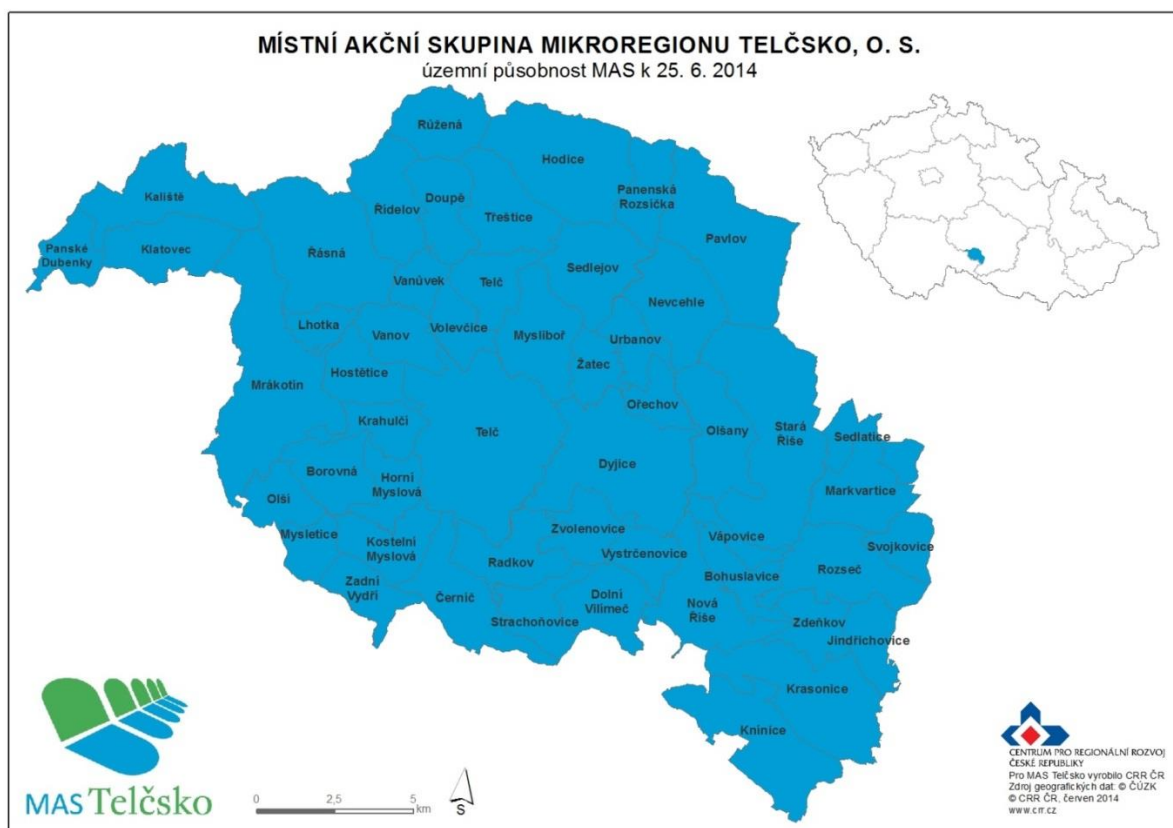 MÍSTNÍ AKČNÍ SKUPINA MIKROREGIONU TELČSKO, O. S.
územní působnost MAS k 25. 6. 2014
Růžená
Hodice
Kaliště
Doupě
Panenská
Rozsíčka
Řídelov
Třeštice
Panské
Dubenky
Klatovec
Řásná
Pavlov
Sedlejov
Vanůvek
Telč
Nevcehle
Lhotka
Vanov
Volevčice
Mysliboř
Urbanov
Žatec
Hostětice
Mrákotín
Ořechov
Krahulčí
Telč
Olšany
Stará
Říše
Sedlatice
Borovná
Horní
Myslová
Dyjice
Markvartice
Olší
Mysletice
Kostelní
Myslová
Zvolenovice
Vystrčenovice
Vápovice
Svojkovice
Radkov
Bohuslavice
Rozseč
Zadní
Vydří
Černíč
Dolní
Vilímeč
Nová
Říše
Strachoňovice
Zdeňkov
Jindřichovice
Krasonice
Knínice
MAS Telčsko
0 2,5 5
km
S
CENTRUM PRO REGIONÁLNÍ ROZVOJ
ČESKÉ REPUBLIKY
Pro MAS Telčsko vyrobilo CRR ČR
Zdroj geografických dat: © ČÚZK
© CRR ČR, červen 2014
www.crr.cz